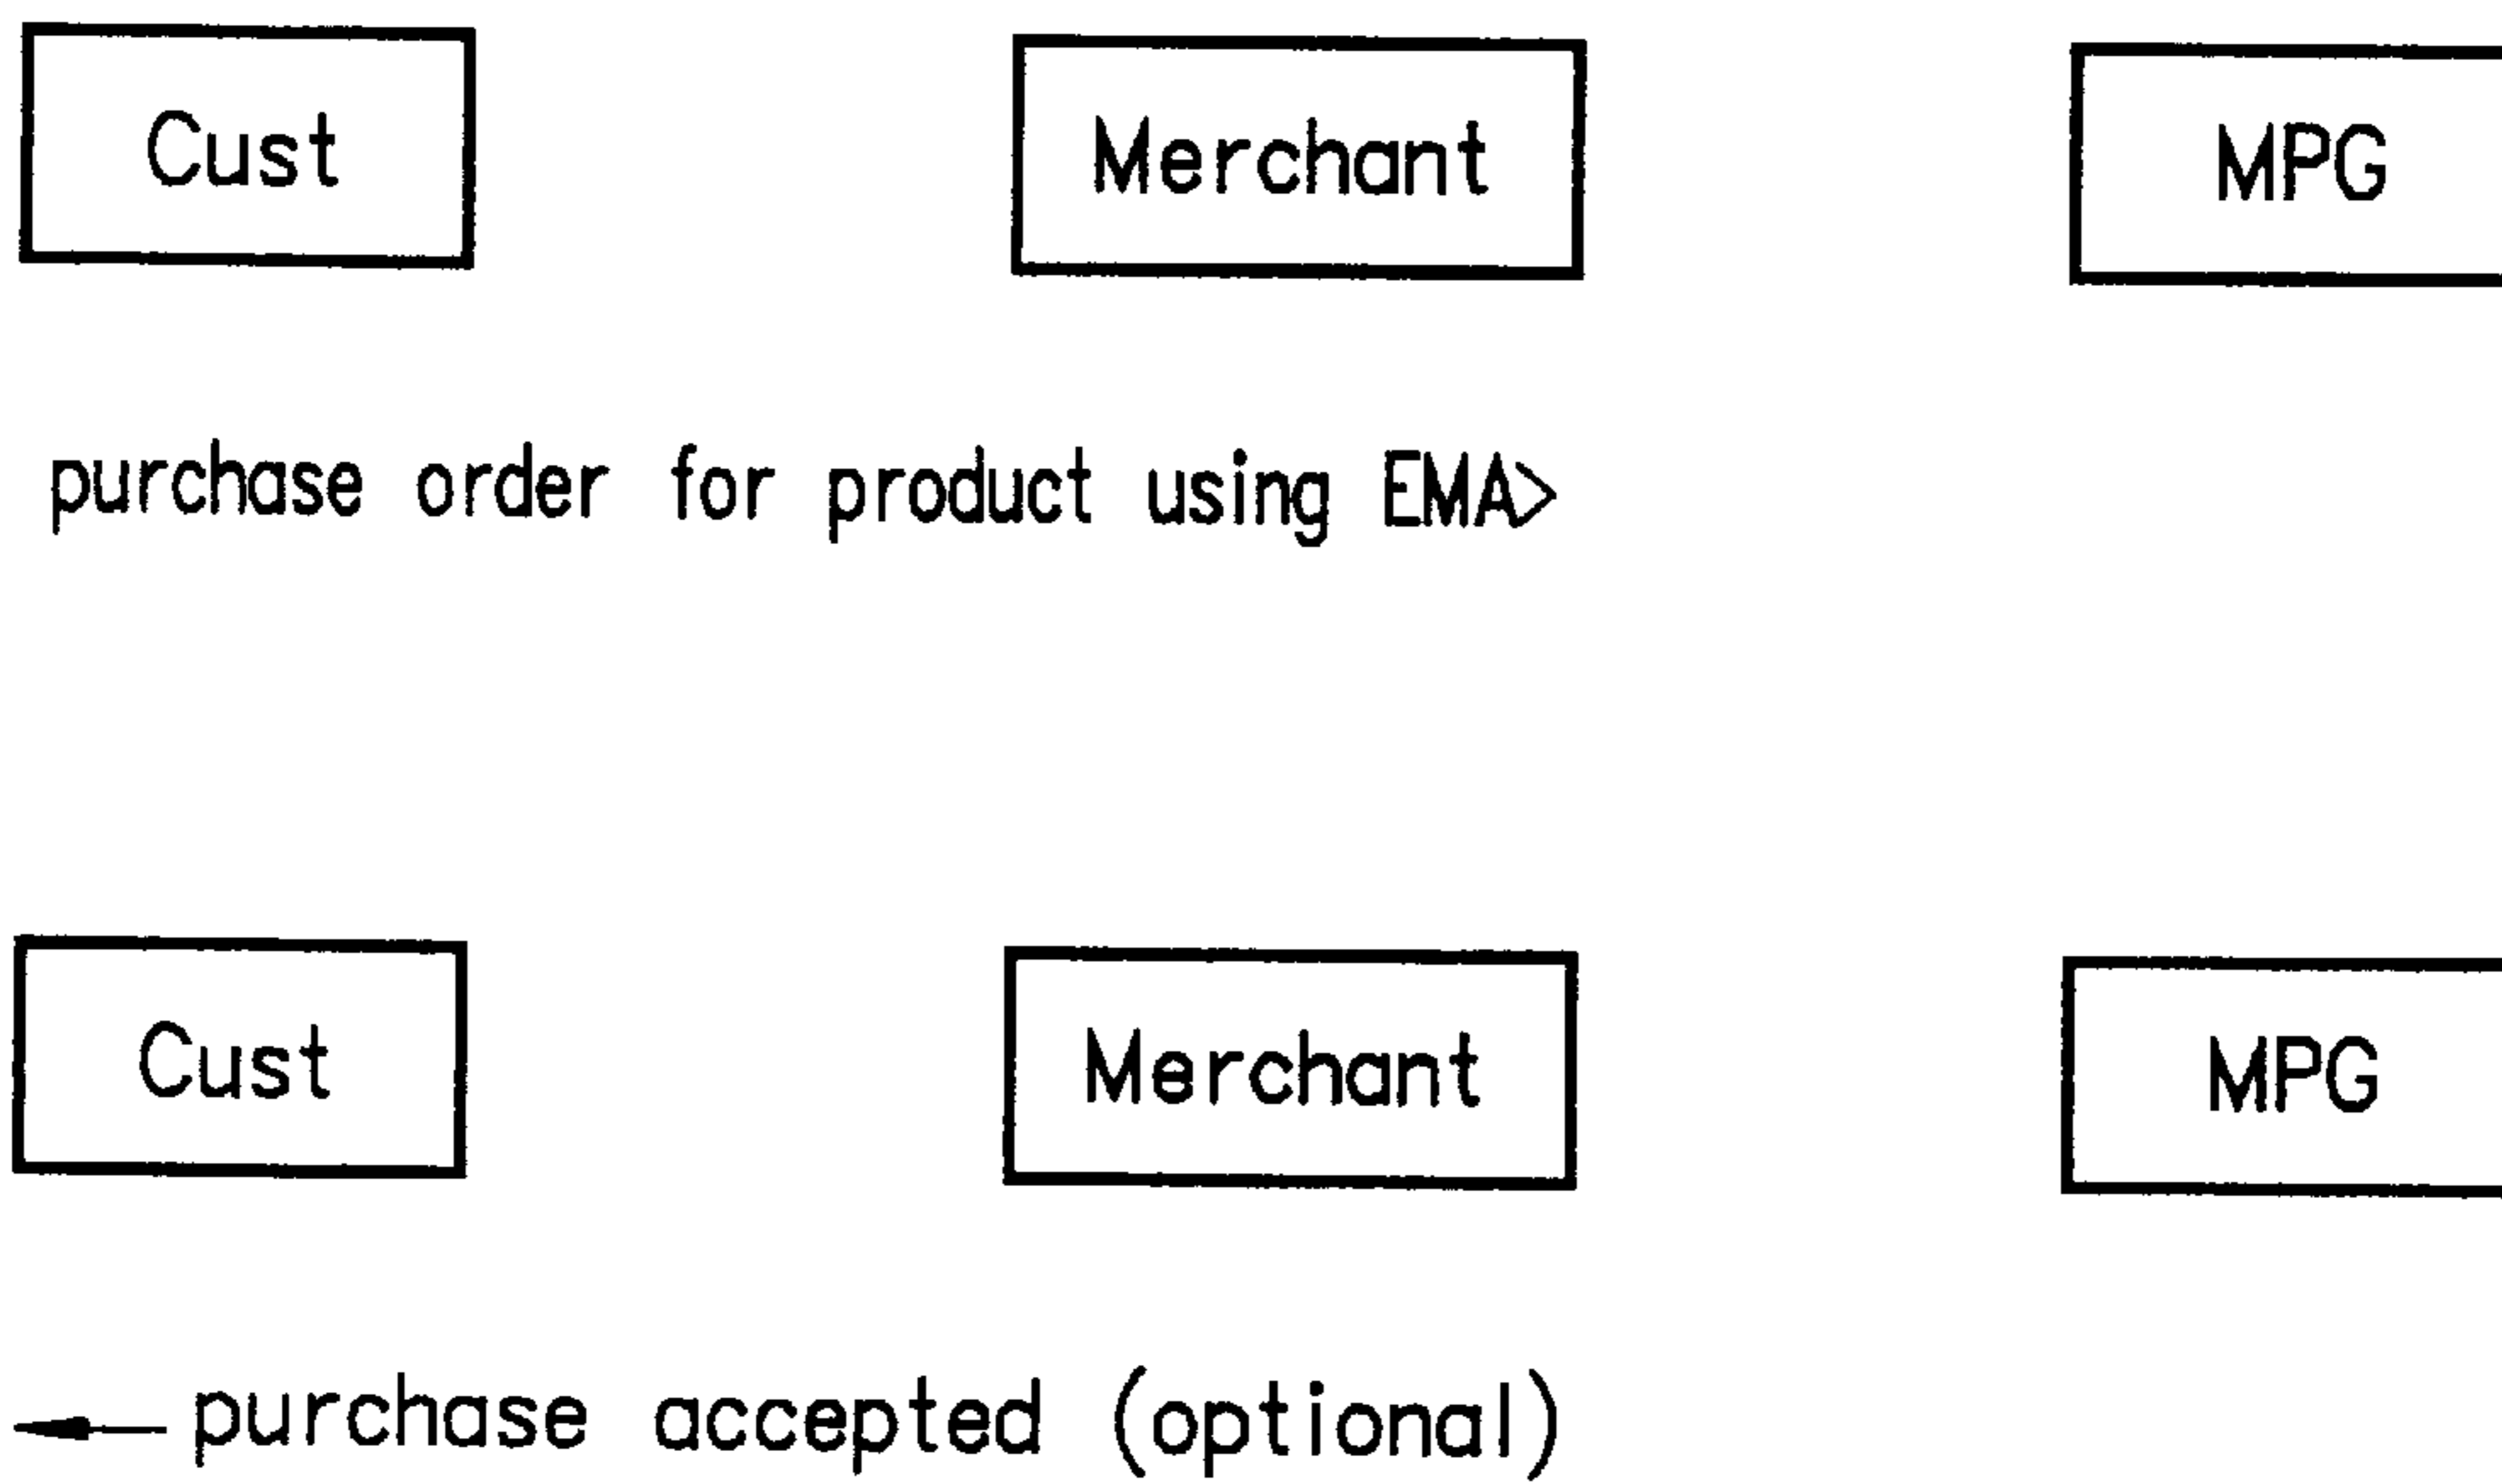 Cust Merchant MPG
purchase order for product using EMA>
Cust Merchant MPG
purchase accepted (optional)